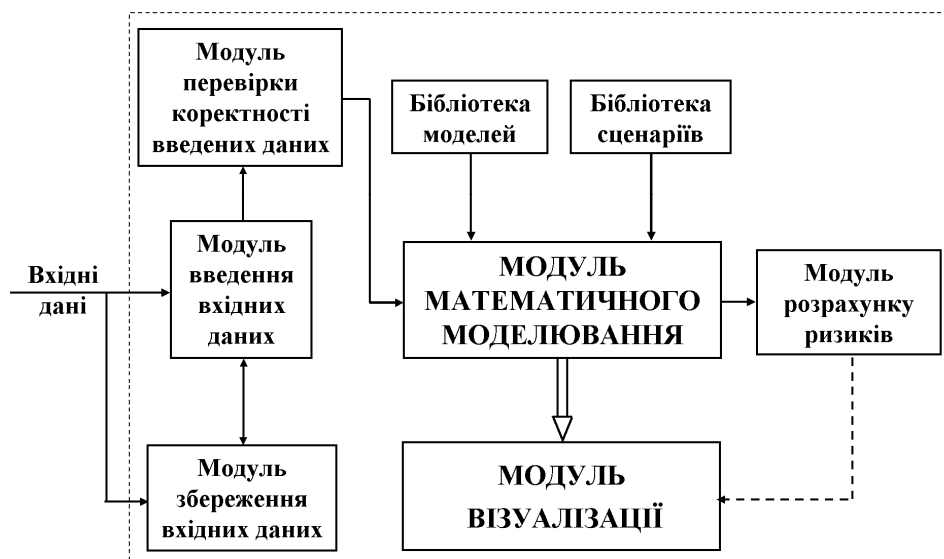 Модуль
перевірки
коректності
введених даних
Бібліотека
моделей
Бібліотека
сценаріїв
Вхідні
дані
Модуль
введення
вхідних
даних
МОДУЛЬ
МАТЕМАТИЧНОГО
МОДЕЛЮВАННЯ
Модуль
розрахунку
ризиків
Модуль
збереження
вхідних даних
МОДУЛЬ
ВІЗУАЛІЗАЦІЇ